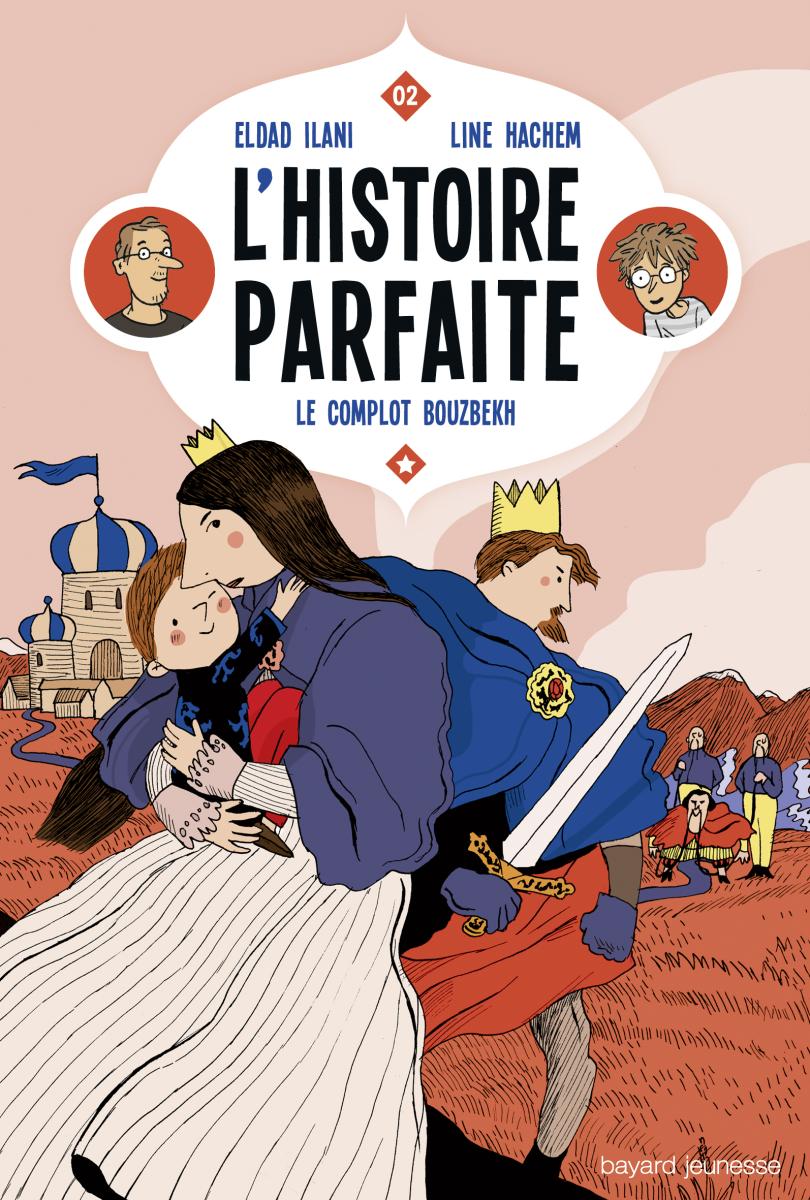 02
ELDAD ILANI LINE HACHEM
L'HISTOIRE
PARFAITE
LE COMPLOT BOUZBEKH
bayard jeunesse